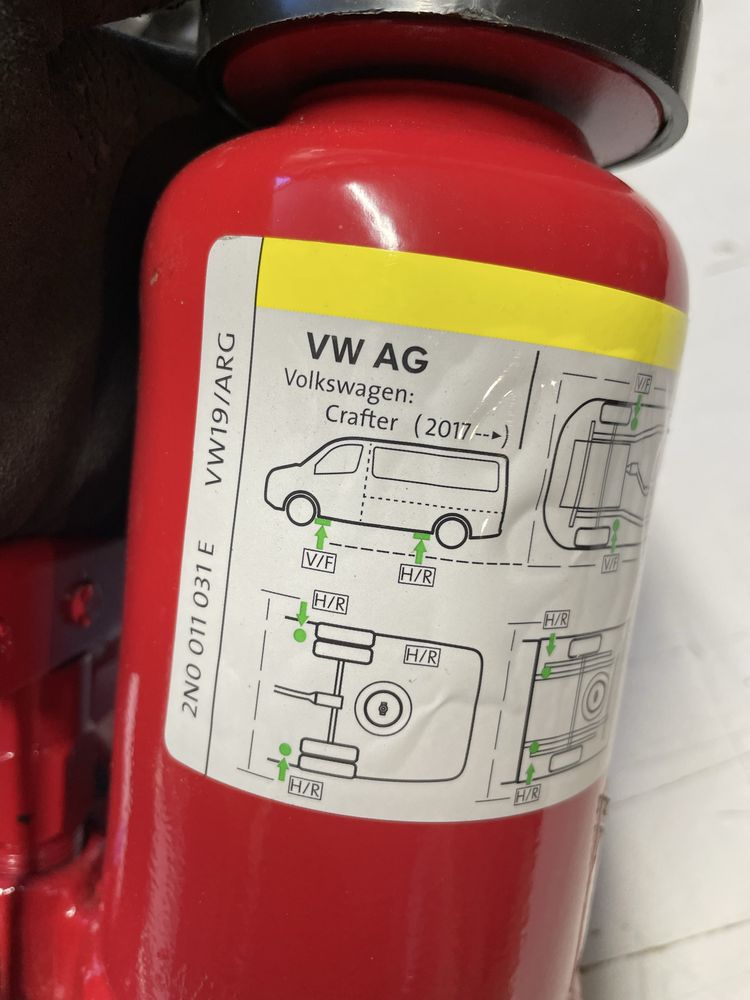 VW AG
Volkswagen:
Crafter (2017-->)
V/F
H/R
V/F
V/F
H/R
H/R
H/R
H/R
H/R
2N0 011 031 E VW19/ARG